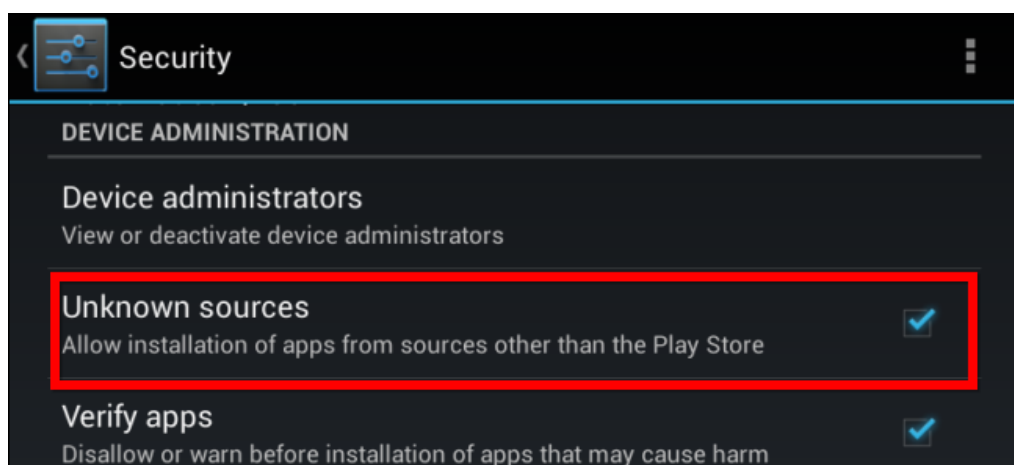 Security
DEVICE ADMINISTRATION
Device administrators
View or deactivate device administrators
Unknown sources
Allow installation of apps from sources other than the Play Store
Verify apps
Disallow or warn before installation of apps that may cause harm